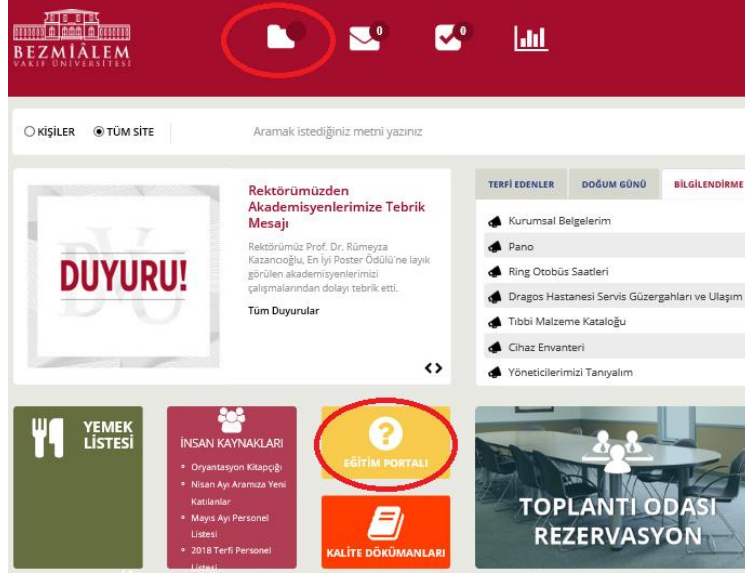 BEZMİÂLEM
VAKIF ÜNİVERSİTESİ
0
0
KİŞİLER
TÜM SİTE
Aramak istediğiniz metni yazınız
DUYURU!
Rektörümüzden
Akademisyenlerimize Tebrik
Mesajı
Rektörümüz Prof. Dr. Rümeyza
Kazancıoğlu, En İyi Poster Ödülü'ne layık
görülen akademisyenlerimizi
çalışmalarından dolayı tebrik etti.
Tüm Duyurular
TERFİ EDENLER
DOĞUM GÜNÜ
BİLGİLENDİRME
Kurumsal Belgelerim
Pano
Ring Otobüs Saatleri
Dragos Hastanesi Servis Güzergahları ve Ulaşım
Tıbbi Malzeme Kataloğu
Cihaz Envanteri
Yöneticilerimizi Tanıyalım
YEMEK
LİSTESİ
İNSAN KAYNAKLARI
Oryantasyon Kitapçığı
Nisan Ayı Aramıza Yeni
Katılanlar
Mayıs Ayı Personel
Listesi
2018 Terfi Personel
Listesi
EĞİTİM PORTALI
KALİTE DÖKÜMANLARI
TOPLANTI ODASI
REZERVASYON